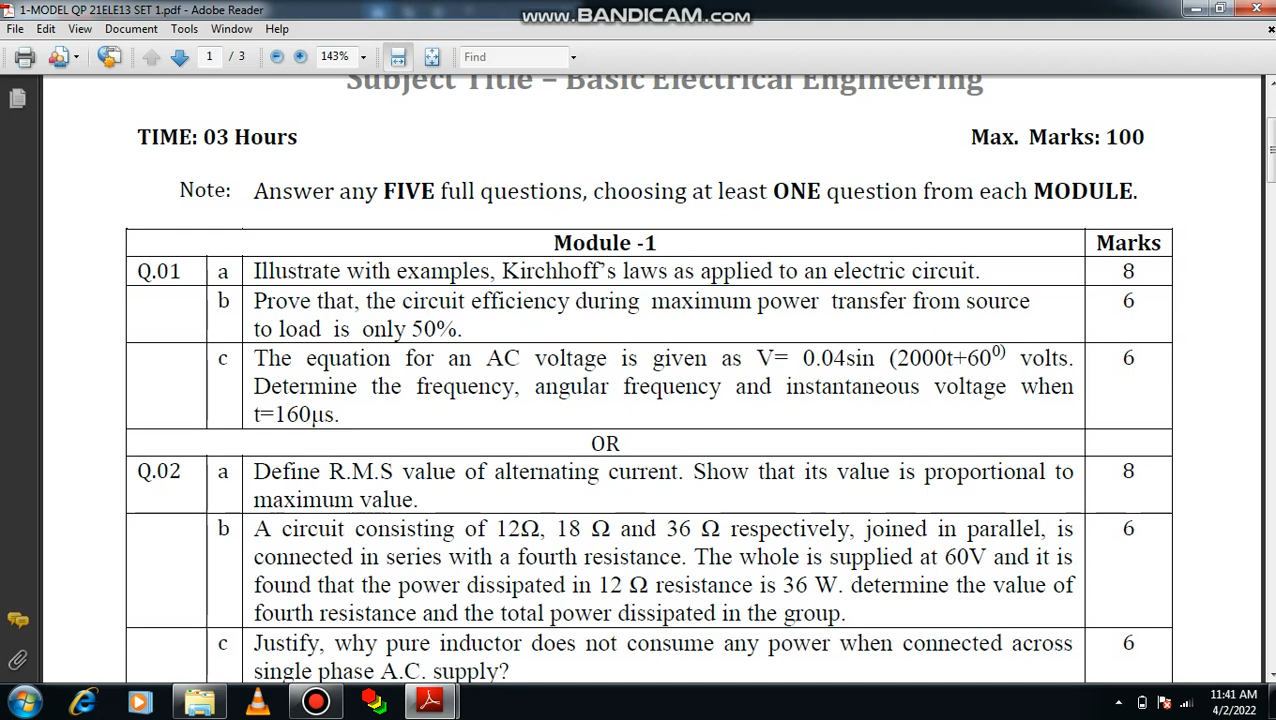 1-MODEL QP 21ELE13 SET 1.pdf - Adobe Reader
www.BANDICAM.com
File Edit View Document Tools Window Help
1 / 3 143% Find
Subject Title – Basic Electrical Engineering
TIME: 03 Hours Max. Marks: 100
Note: Answer any FIVE full questions, choosing at least ONE question from each MODULE.
Module -1 Marks
Q.01 a Illustrate with examples, Kirchhoff's laws as applied to an electric circuit. 8
b Prove that, the circuit efficiency during maximum power transfer from source 6
to load is only 50%.
c The equation for an AC voltage is given as V= 0.04sin (2000t+60⁰⁾ volts. 6
Determine the frequency, angular frequency and instantaneous voltage when
t=160μs.
OR
Q.02 a Define R.M.S value of alternating current. Show that its value is proportional to 8
maximum value.
b A circuit consisting of 12Ω, 18 Ω and 36 Ω respectively, joined in parallel, is 6
connected in series with a fourth resistance. The whole is supplied at 60V and it is
found that the power dissipated in 12 Ω resistance is 36 W. determine the value of
fourth resistance and the total power dissipated in the group.
c Justify, why pure inductor does not consume any power when connected across 6
single phase A.C. supply?
11:41 AM
4/2/2022